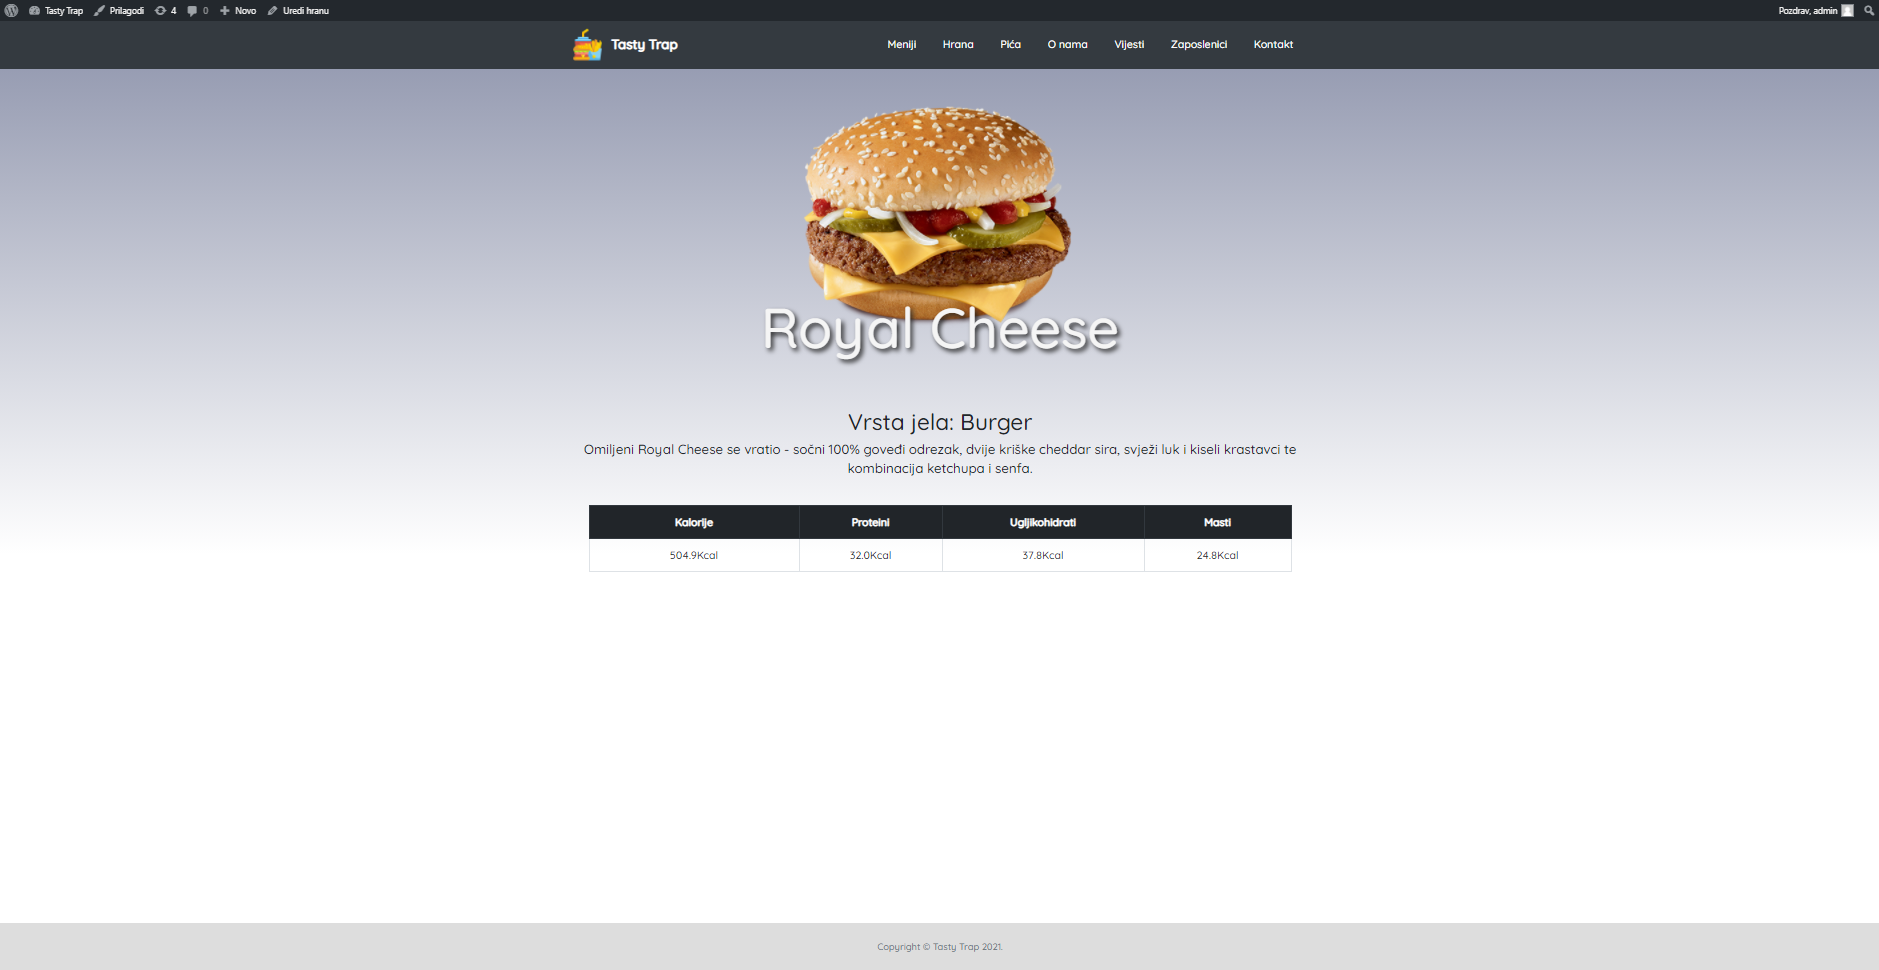 Tasty Trap Prilagodi 4 0 Novo Uredi hranu Pozdrav, admin
Tasty Trap Meniji Hrana Pića O nama Vijesti Zaposlenici Kontakt
Royal Cheese
Vrsta jela: Burger
Omiljeni Royal Cheese se vratio - sočni 100% goveđi odrezak, dvije kriške cheddar sira, svježi luk i kiseli krastavci te
kombinacija ketchupa i senfa.
Kalorije Proteini Ugljikohidrati Masti
504.9Kcal 32.0Kcal 37.8Kcal 24.8Kcal
Copyright © Tasty Trap 2021.